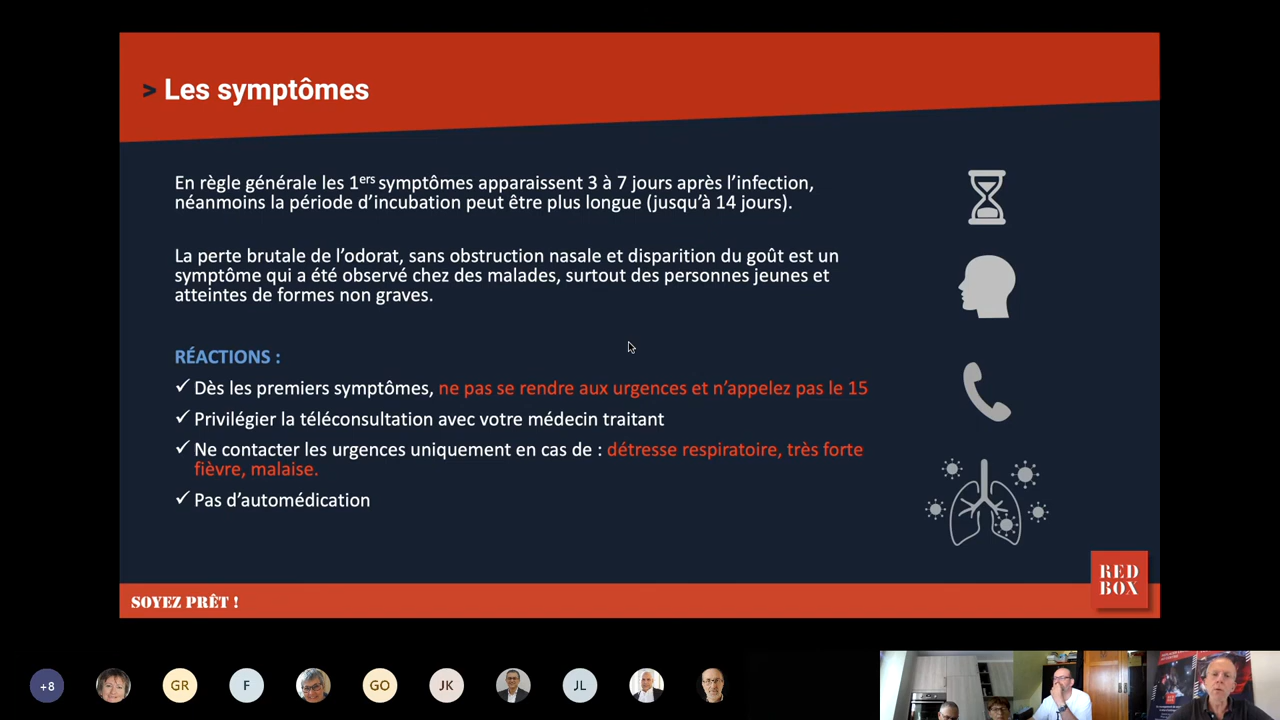 > Les symptômes
En règle générale les 1ers symptômes apparaissent 3 à 7 jours après l’infection,
néanmoins la période d’incubation peut être plus longue (jusqu’à 14 jours).
La perte brutale de l’odorat, sans obstruction nasale et disparition du goût est un
symptôme qui a été observé chez des malades, surtout des personnes jeunes et
atteintes de formes non graves.
RÉACTIONS :
✓ Dès les premiers symptômes, ne pas se rendre aux urgences et n’appelez pas le 15
✓ Privilégier la téléconsultation avec votre médecin traitant
✓ Ne contacter les urgences uniquement en cas de : détresse respiratoire, très forte
fièvre, malaise.
✓ Pas d’automédication
RED
BOX
SOYEZ PRÊT !
+8
GR
F
GO
JK
JL